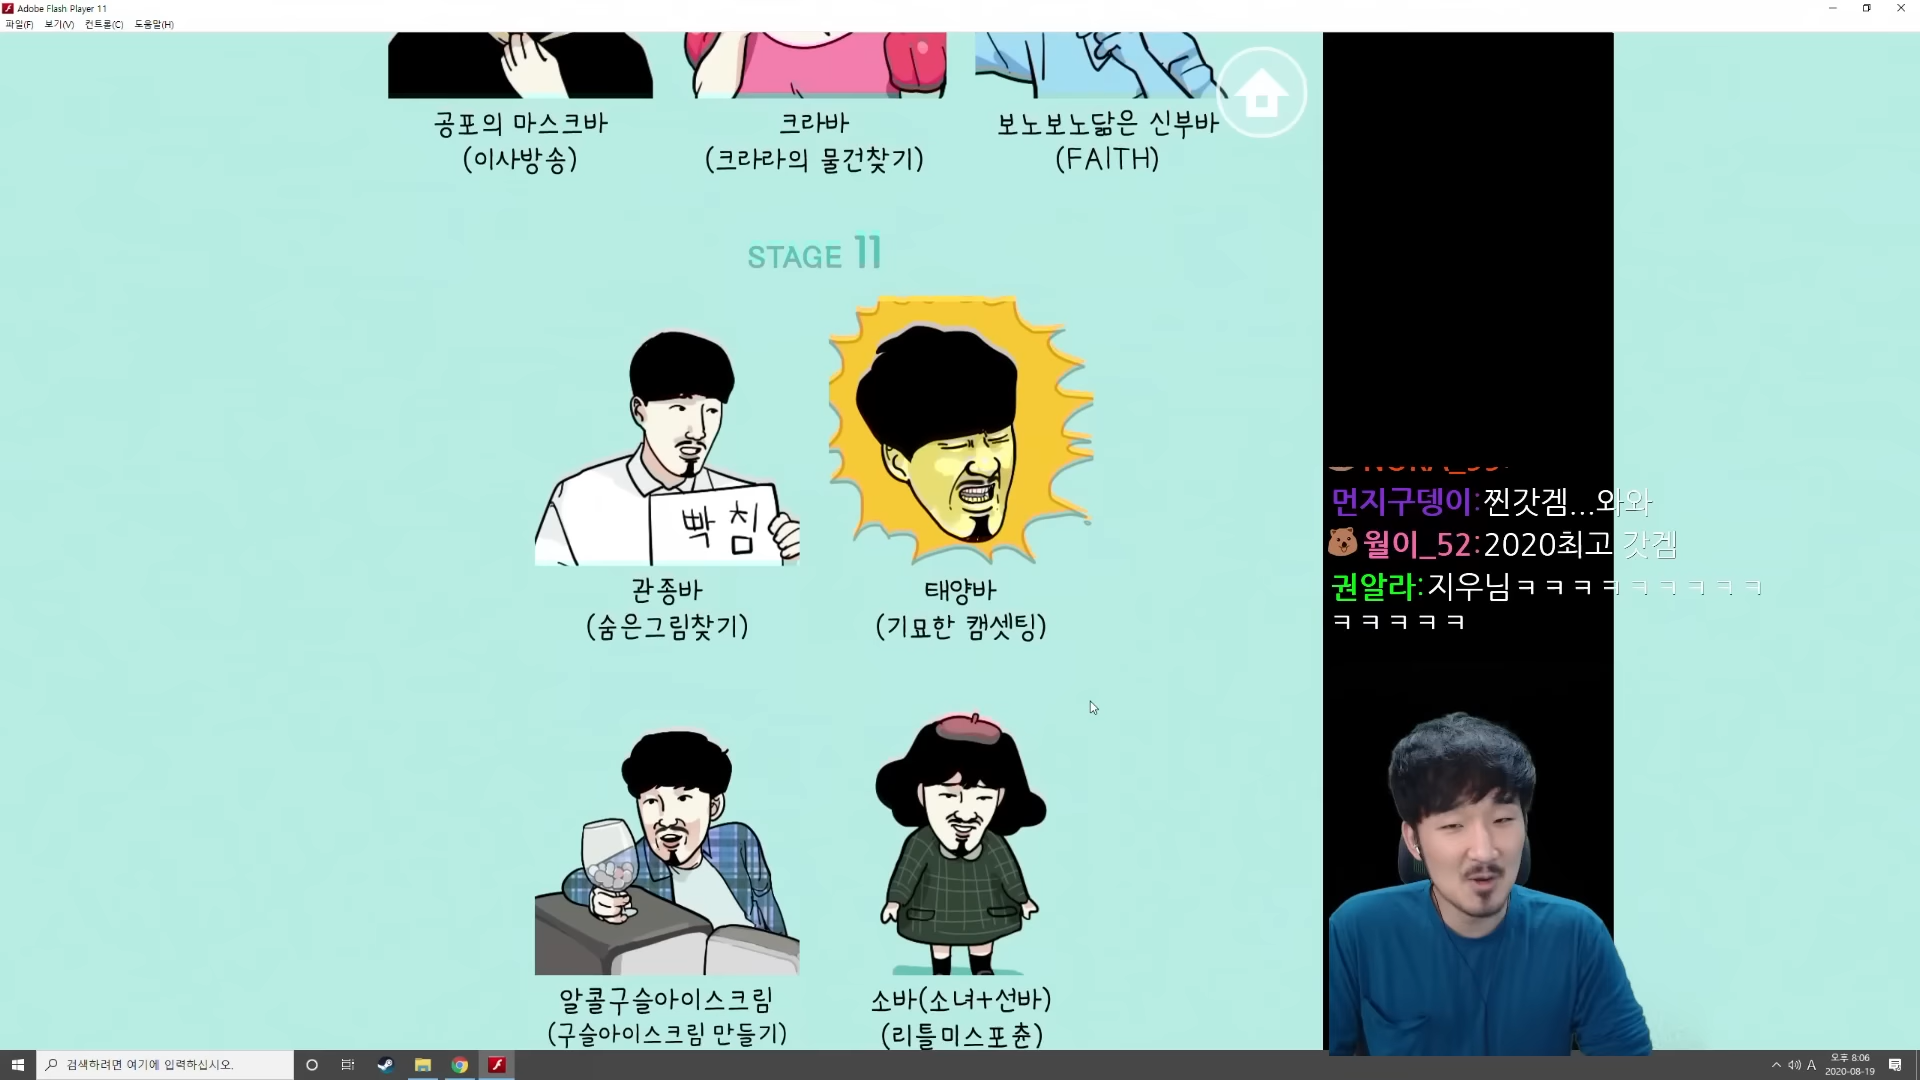 Adobe Flash Player 11
파일(F) 보기(V) 컨트롤(C) 도움말(H)
공포의 마스크바
(이사방송)
크라바
(크라라의 물건찾기)
보노보노닮은 신부바
(FAITH)
STAGE 11
빡침
관종바
(숨은그림찾기)
태양바
(기묘한 캠셋팅)
알콜구슬아이스크림
(구슬아이스크림 만들기)
소바(소녀+선바)
(리틀미스포츈)
먼지구뎅이:찐갓겜...와와
월이_52:2020최고 갓겜
권알라:지우님ㅋㅋㅋㅋㅋㅋㅋㅋㅋ
ㅋㅋㅋㅋㅋ
검색하려면 여기에 입력하십시오.
A
오후 8:06
2020-08-19